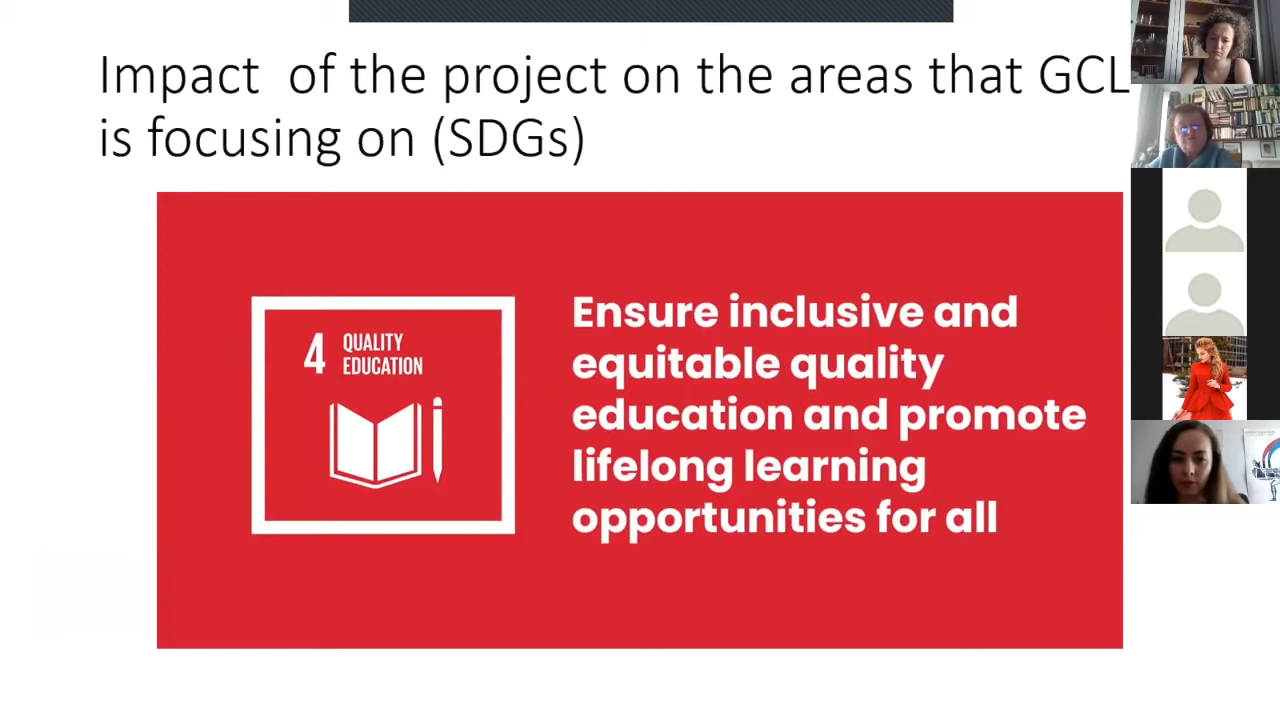 Impact  of the project on the areas that GCL
is focusing on (SDGs)
4 QUALITY
EDUCATION
Ensure inclusive and
equitable quality
education and promote
lifelong learning
opportunities for all